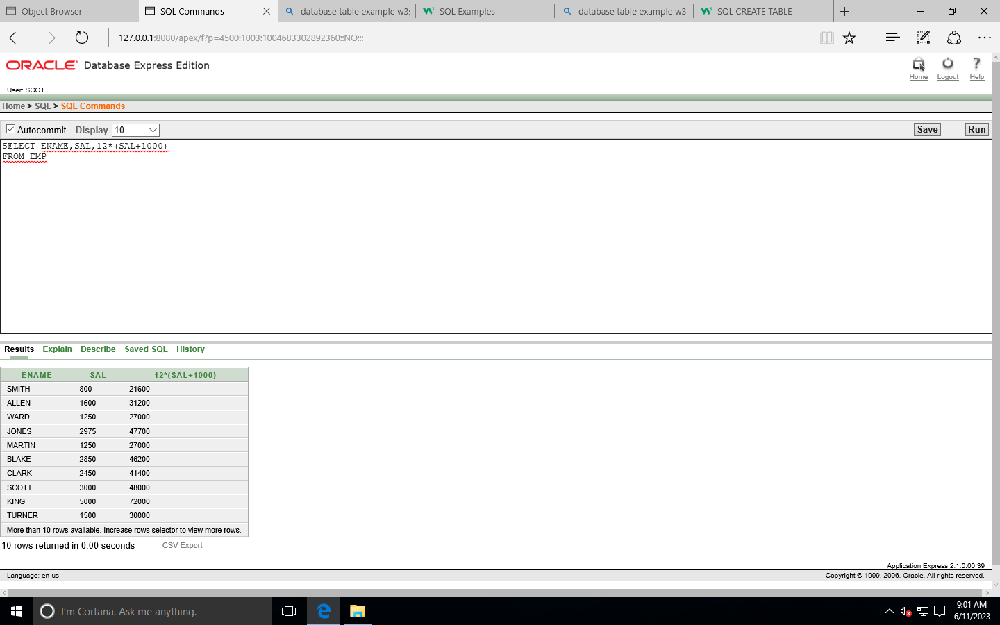 Object Browser
SQL Commands
database table example w3:
SQL Examples
database table example w3:
SQL CREATE TABLE
127.0.0.1:8080/apex/f?p=4500:1003:1004683302892360::NO:::
ORACLE Database Express Edition
Home Logout Help
User: SCOTT
Home > SQL > SQL Commands
Autocommit Display 10 Save Run
SELECT ENAME,SAL,12*(SAL+1000)
FROM EMP
Results Explain Describe Saved SQL History
ENAME SAL 12*(SAL+1000)
SMITH 800 21600
ALLEN 1600 31200
WARD 1250 27000
JONES 2975 47700
MARTIN 1250 27000
BLAKE 2850 46200
CLARK 2450 41400
SCOTT 3000 48000
KING 5000 72000
TURNER 1500 30000
More than 10 rows available. Increase rows selector to view more rows.
10 rows returned in 0.00 seconds CSV Export
Application Express 2.1.0.00.39
Language: en-us Copyright © 1999, 2006, Oracle. All rights reserved.
I'm Cortana. Ask me anything.
9:01 AM
6/11/2023